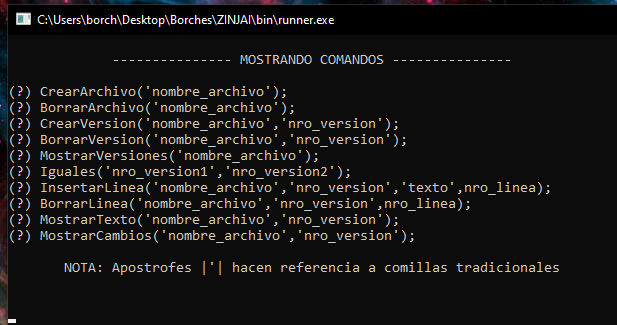 C:\Users\borch\Desktop\Borches\ZINJAI\bin\runner.exe
--------------- MOSTRANDO COMANDOS ---------------
(?) CrearArchivo('nombre_archivo');
(?) BorrarArchivo('nombre_archivo');
(?) CrearVersion('nombre_archivo','nro_version');
(?) BorrarVersion('nombre_archivo','nro_version');
(?) MostrarVersiones('nombre_archivo');
(?) Iguales('nro_version1','nro_version2');
(?) InsertarLinea('nombre_archivo','nro_version','texto',nro_linea);
(?) BorrarLinea('nombre_archivo','nro_version',nro_linea);
(?) MostrarTexto('nombre_archivo','nro_version');
(?) MostrarCambios('nombre_archivo','nro_version');
NOTA: Apostrofes |'| hacen referencia a comillas tradicionales